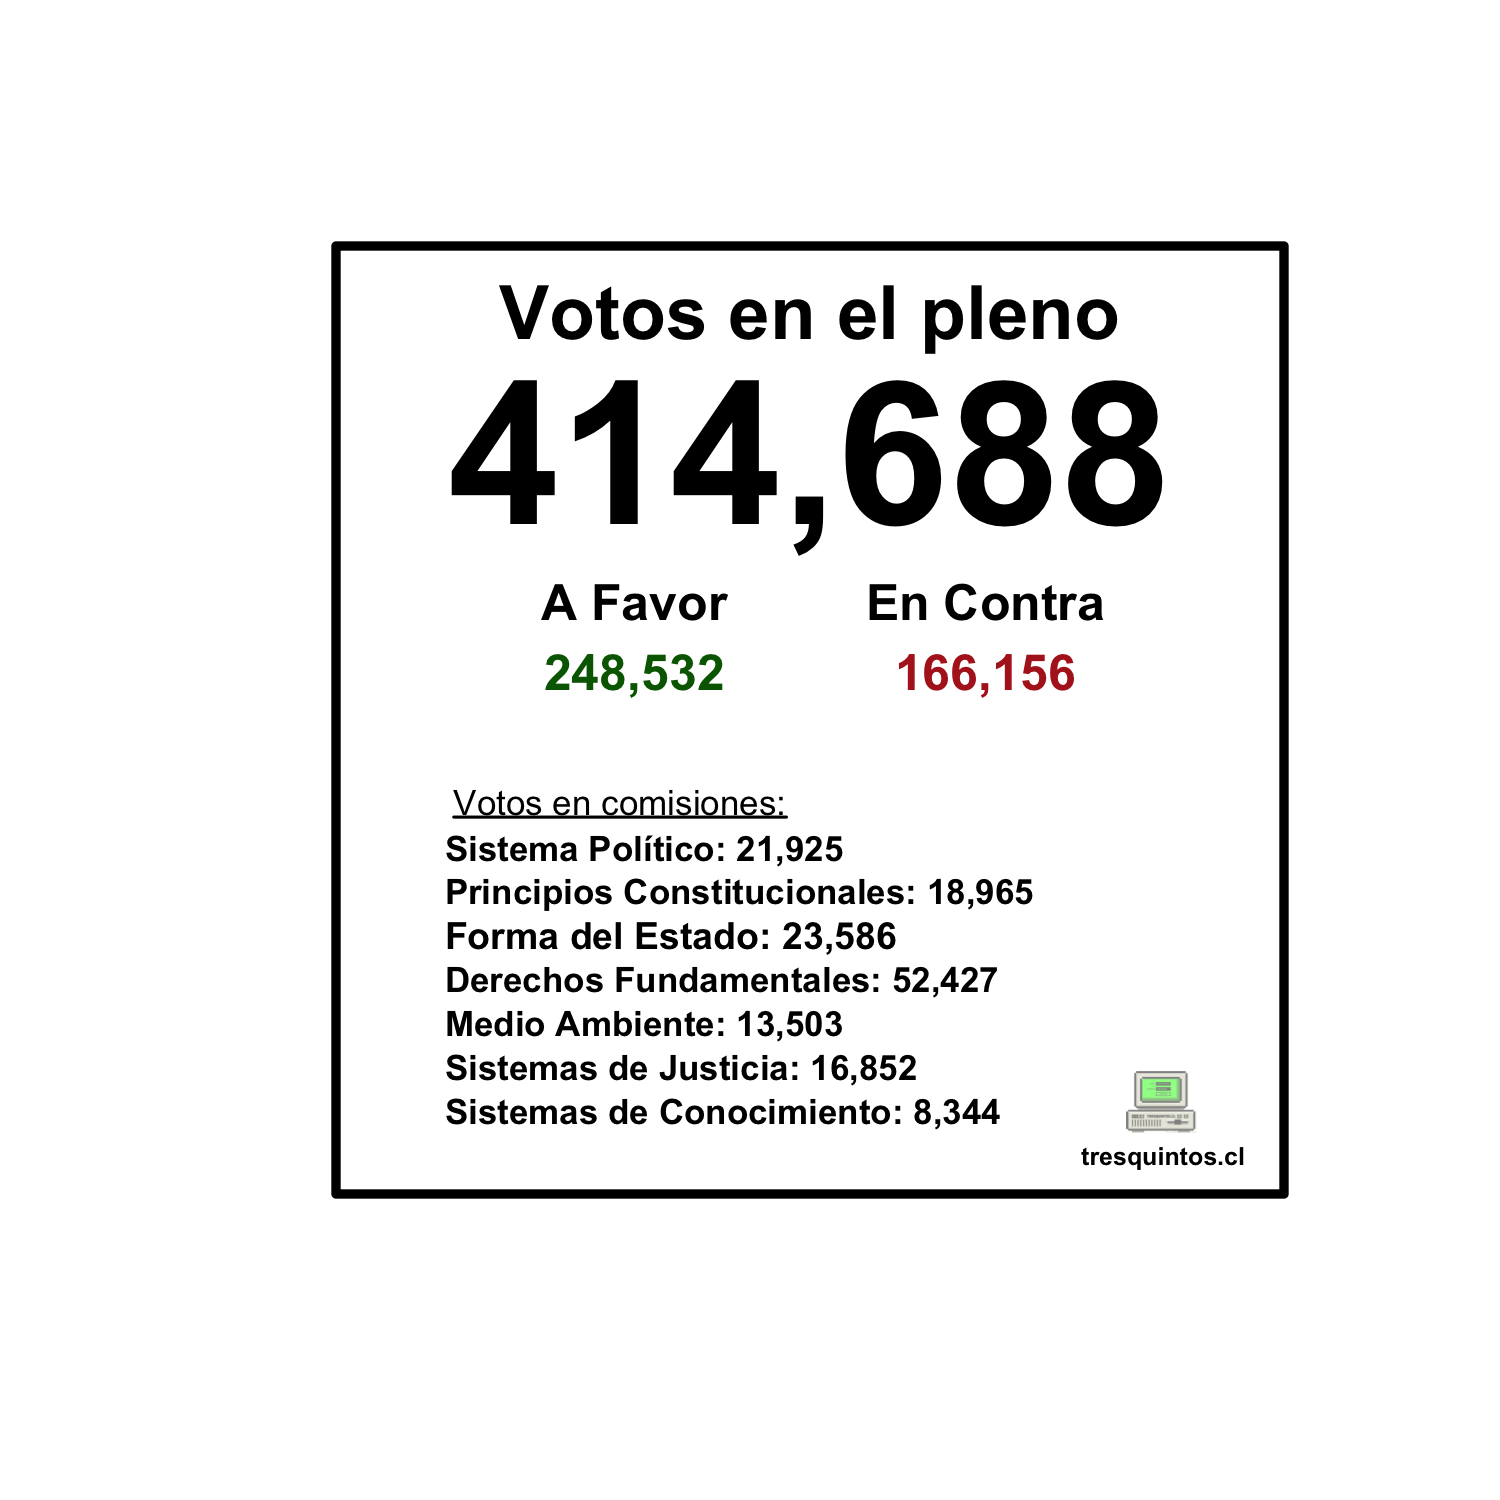 Votos en el pleno
414,688
A Favor En Contra
248,532 166,156
Votos en comisiones:
Sistema Político: 21,925
Principios Constitucionales: 18,965
Forma del Estado: 23,586
Derechos Fundamentales: 52,427
Medio Ambiente: 13,503
Sistemas de Justicia: 16,852
Sistemas de Conocimiento: 8,344
tresquintos.cl